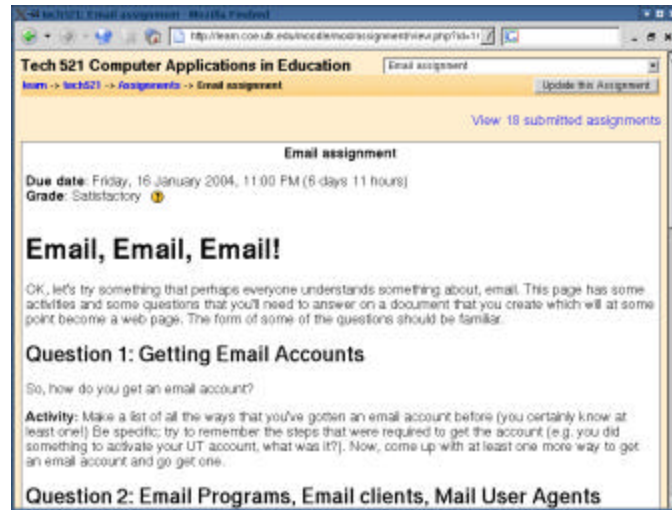 tech521: Email assignment - Mozilla Firebird
Tech 521 Computer Applications in Education
Email assignment
learn -> tech521 -> Assignments -> Email assignment
Update this Assignment
View 18 submitted assignments
Email assignment
Due date: Friday, 16 January 2004, 11:00 PM (6 days 11 hours)
Grade: Satisfactory
Email, Email, Email!
OK, let's try something that perhaps everyone understands something about, email. This page has some
activities and some questions that you'll need to answer on a document that you create which will at some
point become a web page. The form of some of the questions should be familiar.
Question 1: Getting Email Accounts
So, how do you get an email account?
Activity: Make a list of all the ways that you've gotten an email account before (you certainly know at
least one!) Be specific; try to remember the steps that were required to get the account (e.g. you did
something to activate your UT account, what was it?). Now, come up with at least one more way to get
an email account and go get one.
Question 2: Email Programs, Email clients, Mail User Agents